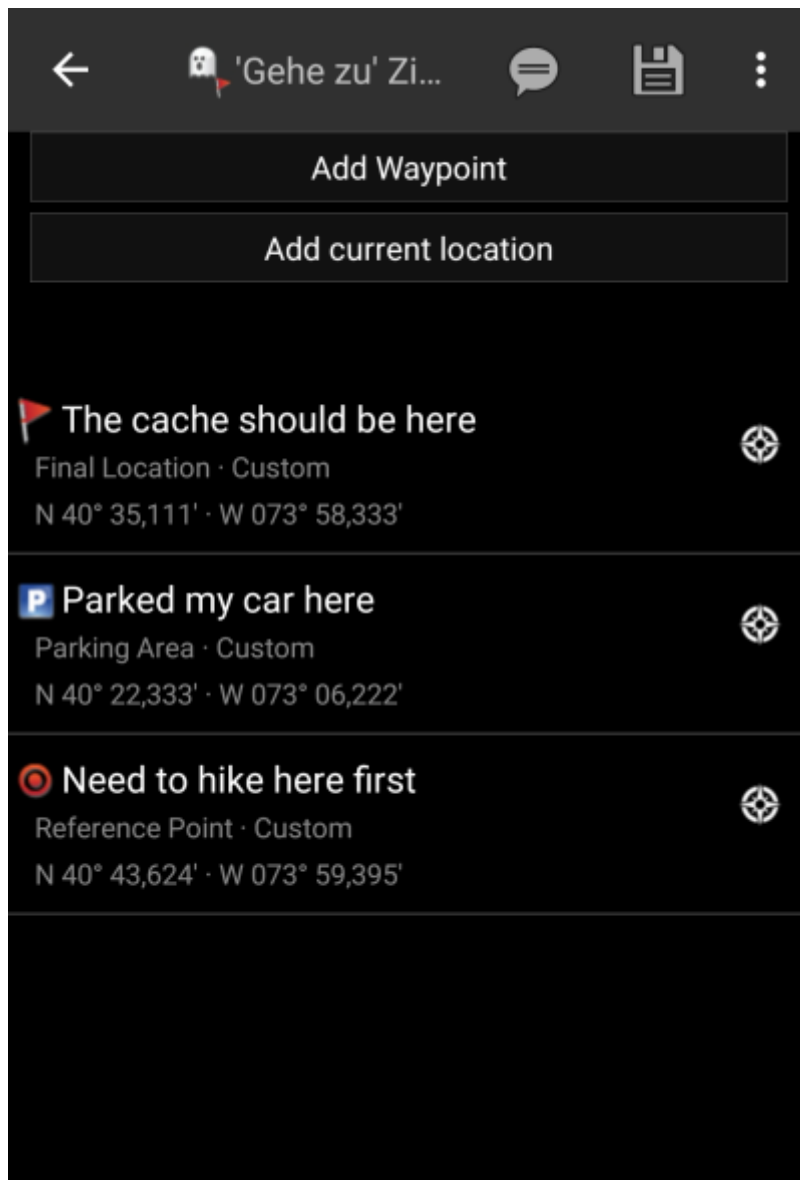 'Gehe zu' Zi...
Add Waypoint
Add current location
The cache should be here
Final Location · Custom
N 40° 35,111' · W 073° 58,333'
P Parked my car here
Parking Area · Custom
N 40° 22,333' · W 073° 06,222'
Need to hike here first
Reference Point · Custom
N 40° 43,624' · W 073° 59,395'